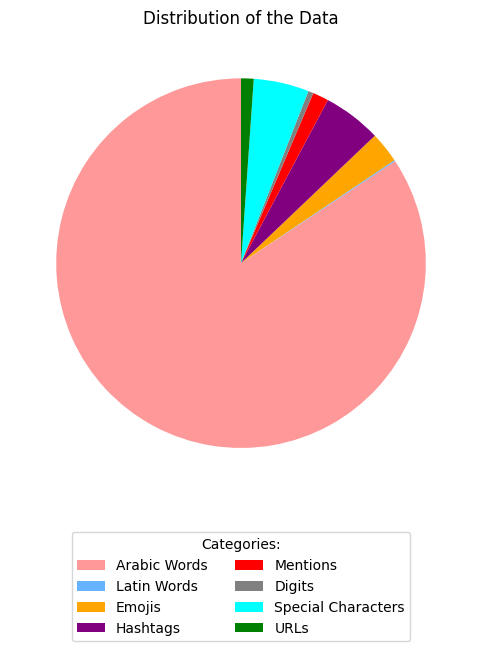 Distribution of the Data
Categories:
Arabic Words
Latin Words
Emojis
Hashtags
Mentions
Digits
Special Characters
URLs